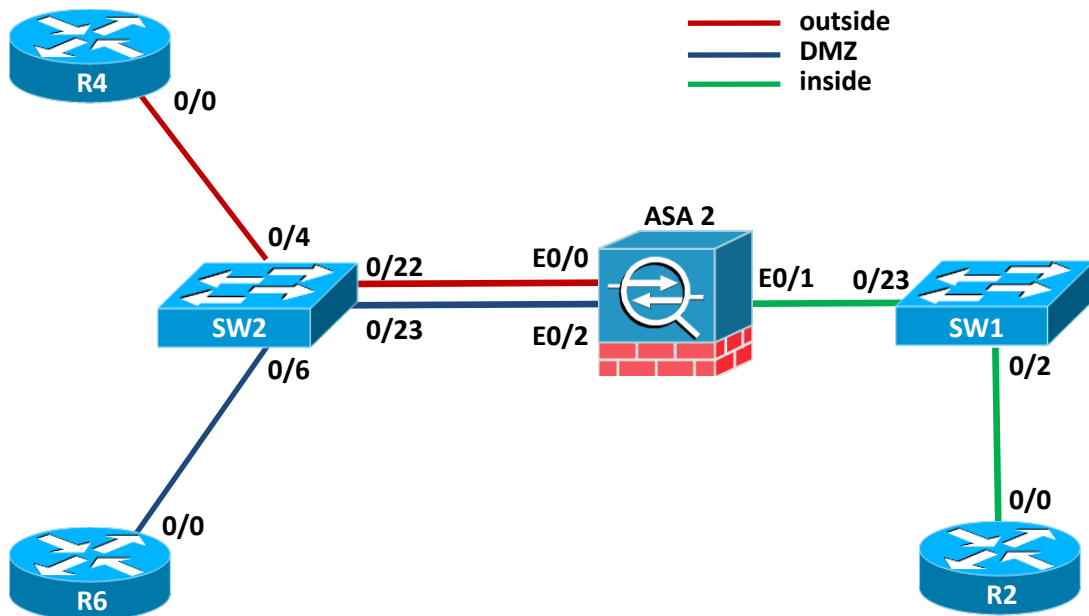 outside
DMZ
inside
R4
0/0
0/4
0/22
E0/0
ASA 2
E0/1
0/23
SW2
0/23
E0/2
SW1
0/6
0/2
0/0
R6
0/0
R2